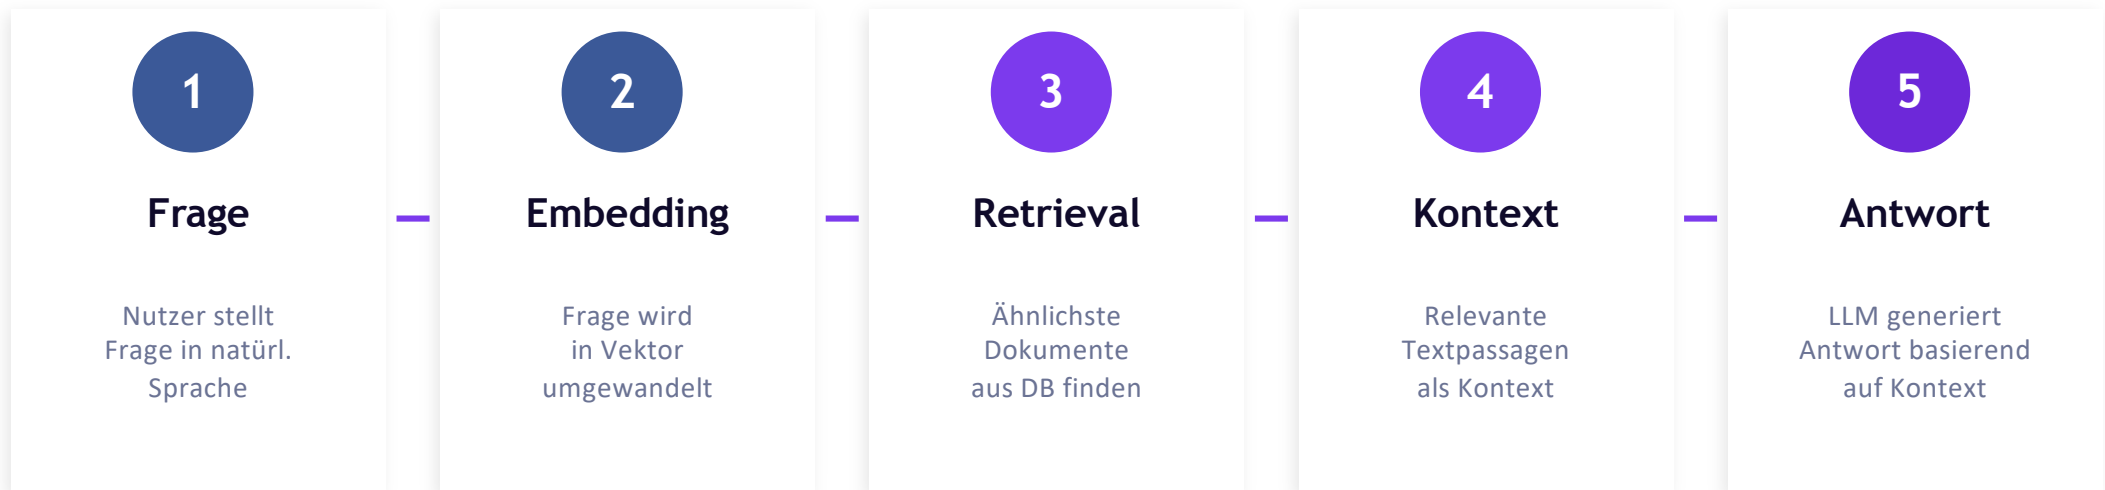 1
Frage
Nutzer stellt
Frage in natürl.
Sprache
2
Embedding
Frage wird
in Vektor
umgewandelt
3
Retrieval
Ähnlichste
Dokumente
aus DB finden
4
Kontext
Relevante
Textpassagen
als Kontext
5
Antwort
LLM generiert
Antwort basierend
auf Kontext